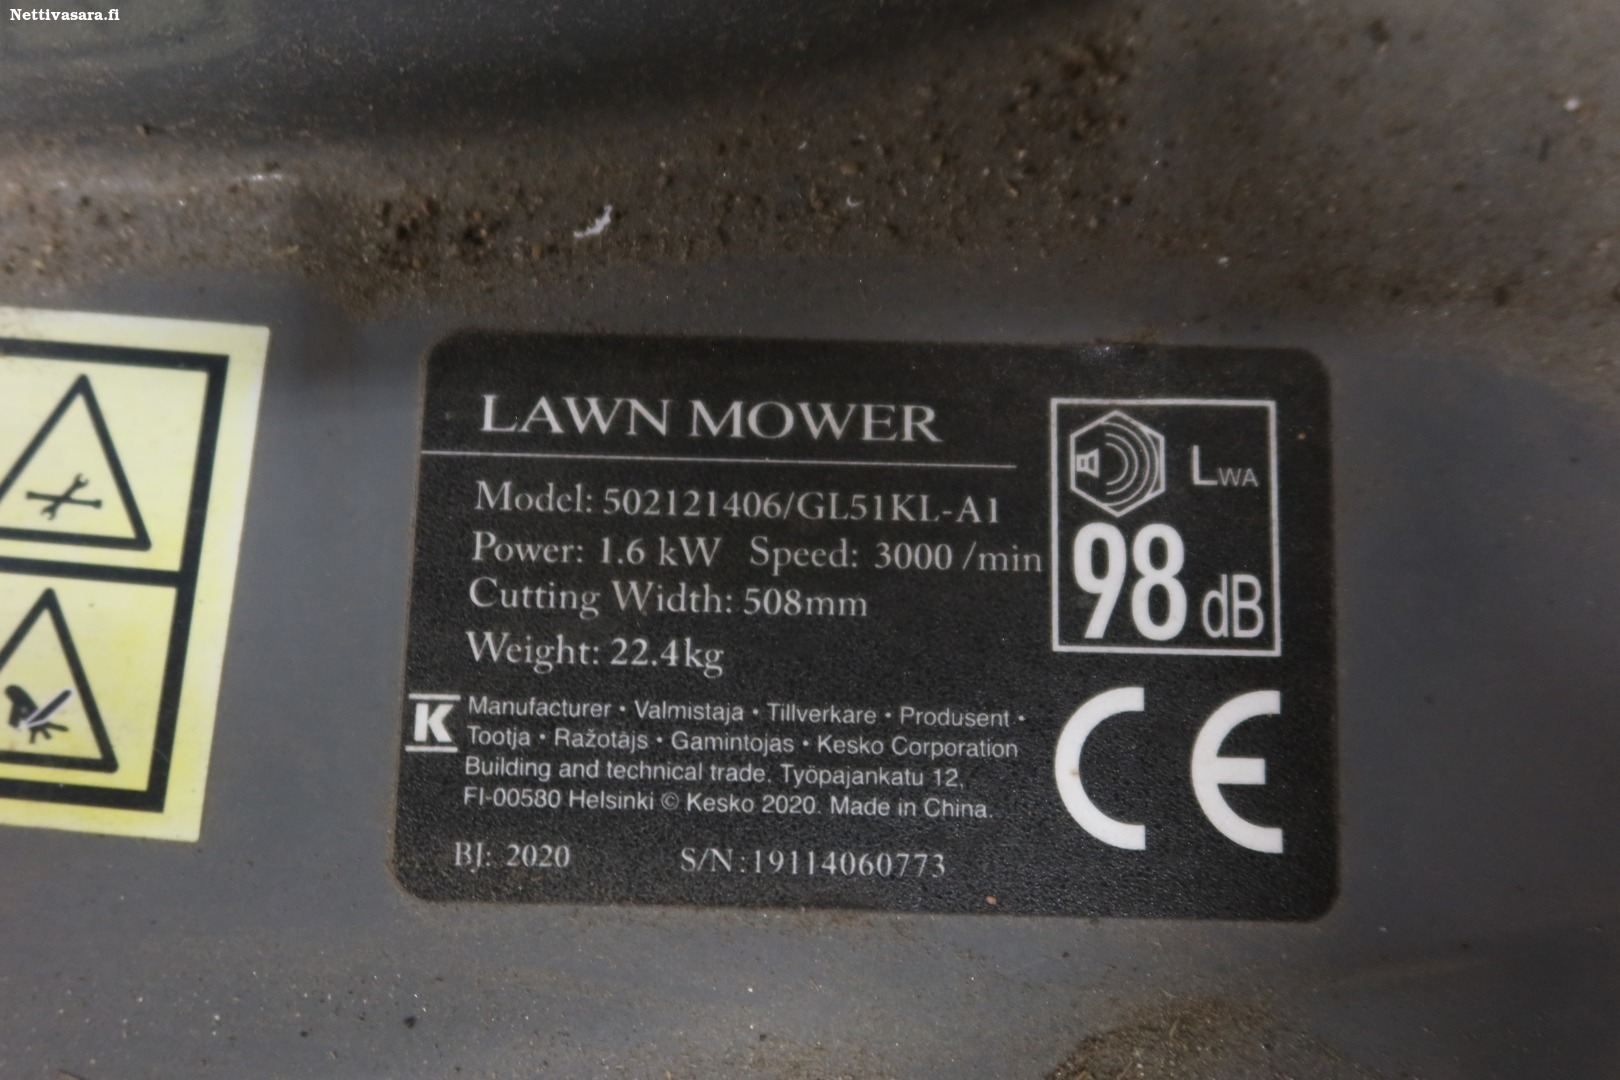 Nettivasara.fi
LAWN MOWER
Model: 502121406/GL51KL-A1
Power: 1.6 kW Speed: 3000 /min
Cutting Width: 508mm
Weight: 22.4kg
LWA
98 dB
K
Manufacturer • Valmistaja • Tillverkare • Produsent •
Tootja • Ražotājs • Gamintojas • Kesko Corporation
Building and technical trade. Työpajankatu 12,
FI-00580 Helsinki © Kesko 2020. Made in China.
CE
BJ: 2020 S/N:19114060773